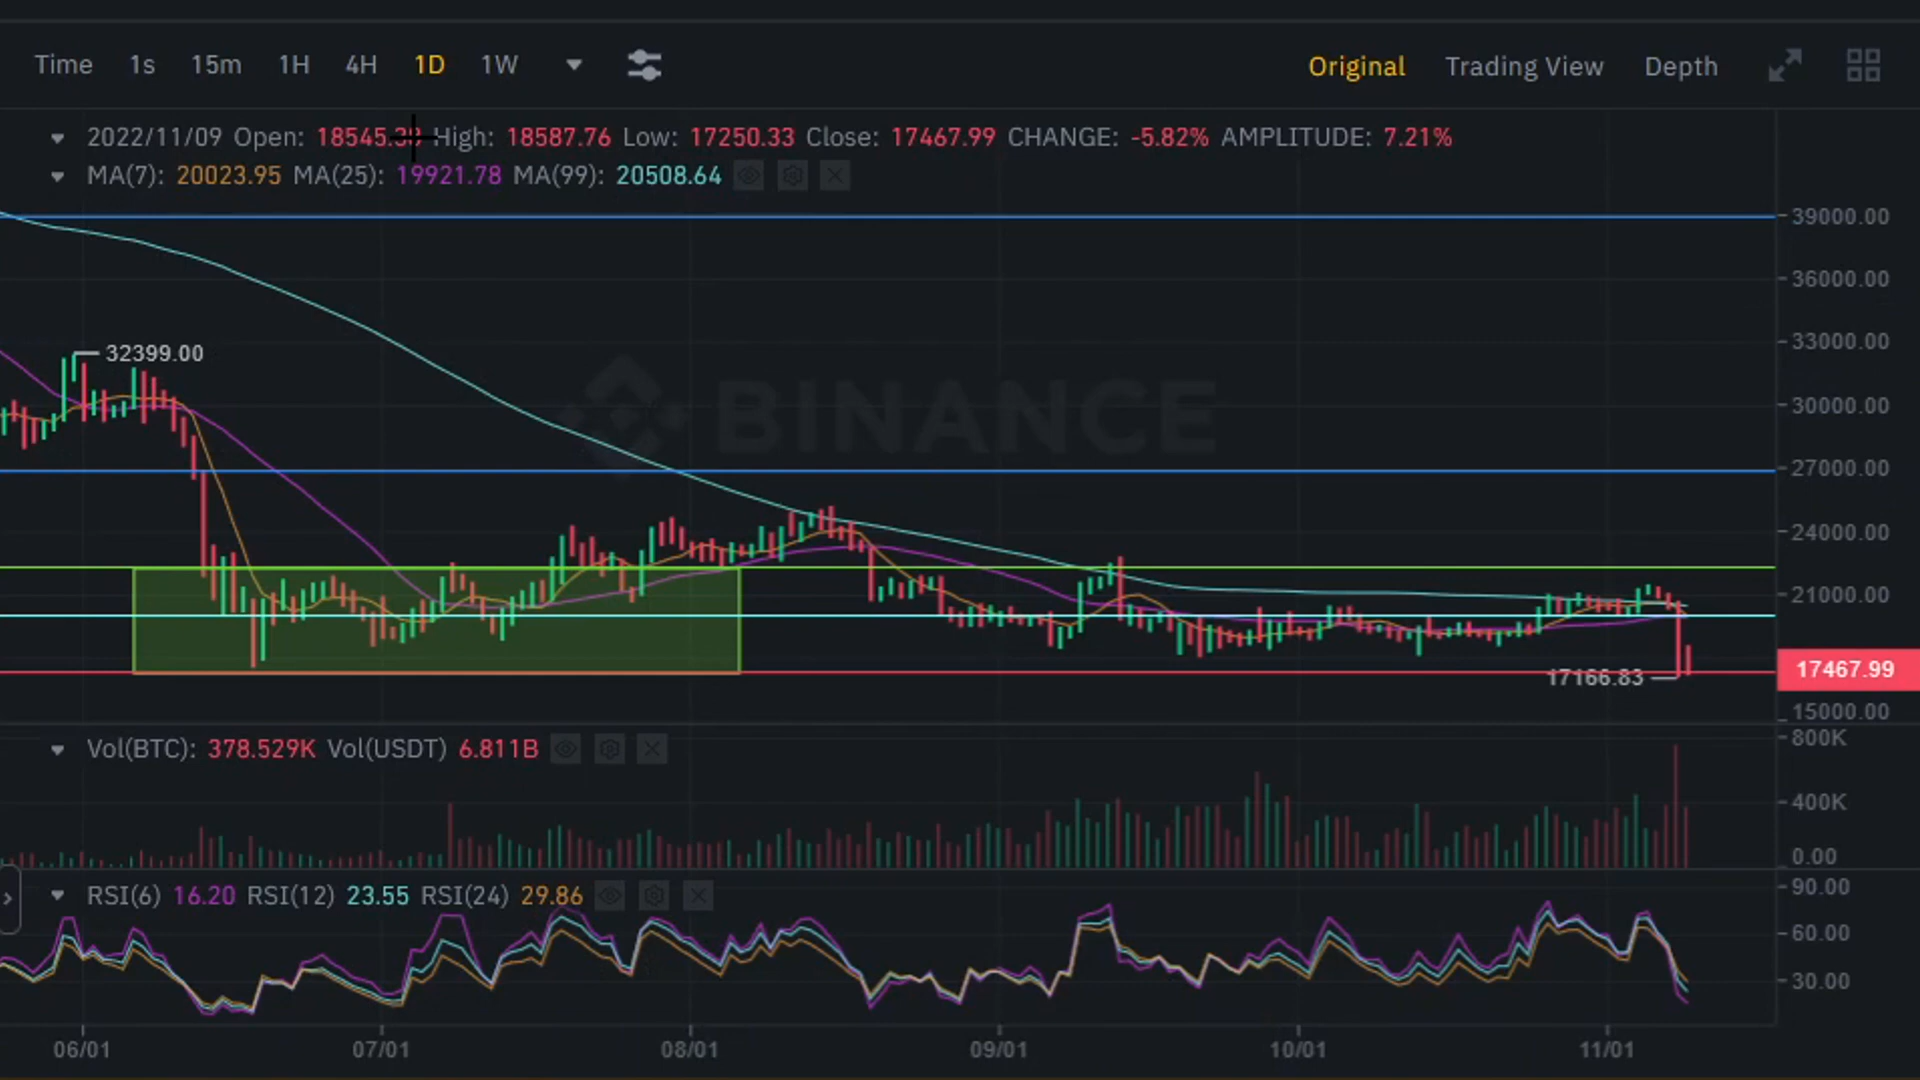 Time 1s 15m 1H 4H 1D 1W Original Trading View Depth
2022/11/09 Open: High: 18587.76 Low: 17250.33 Close: 17467.99 CHANGE: -5.82% AMPLITUDE: 7.21%
MA(7): 20023.95 MA(25): 19921.78 MA(99): 20508.64
39000.00
36000.00
33000.00
32399.00
BINANCE
30000.00
27000.00
24000.00
21000.00
17467.99
17166.83
15000.00
Vol(BTC): 378.529K Vol(USDT) 6.811B
800K
400K
0.00
RSI(6) 16.20 RSI(12) 23.55 RSI(24) 29.86
90.00
60.00
30.00
06/01 07/01 08/01 09/01 10/01 11/01